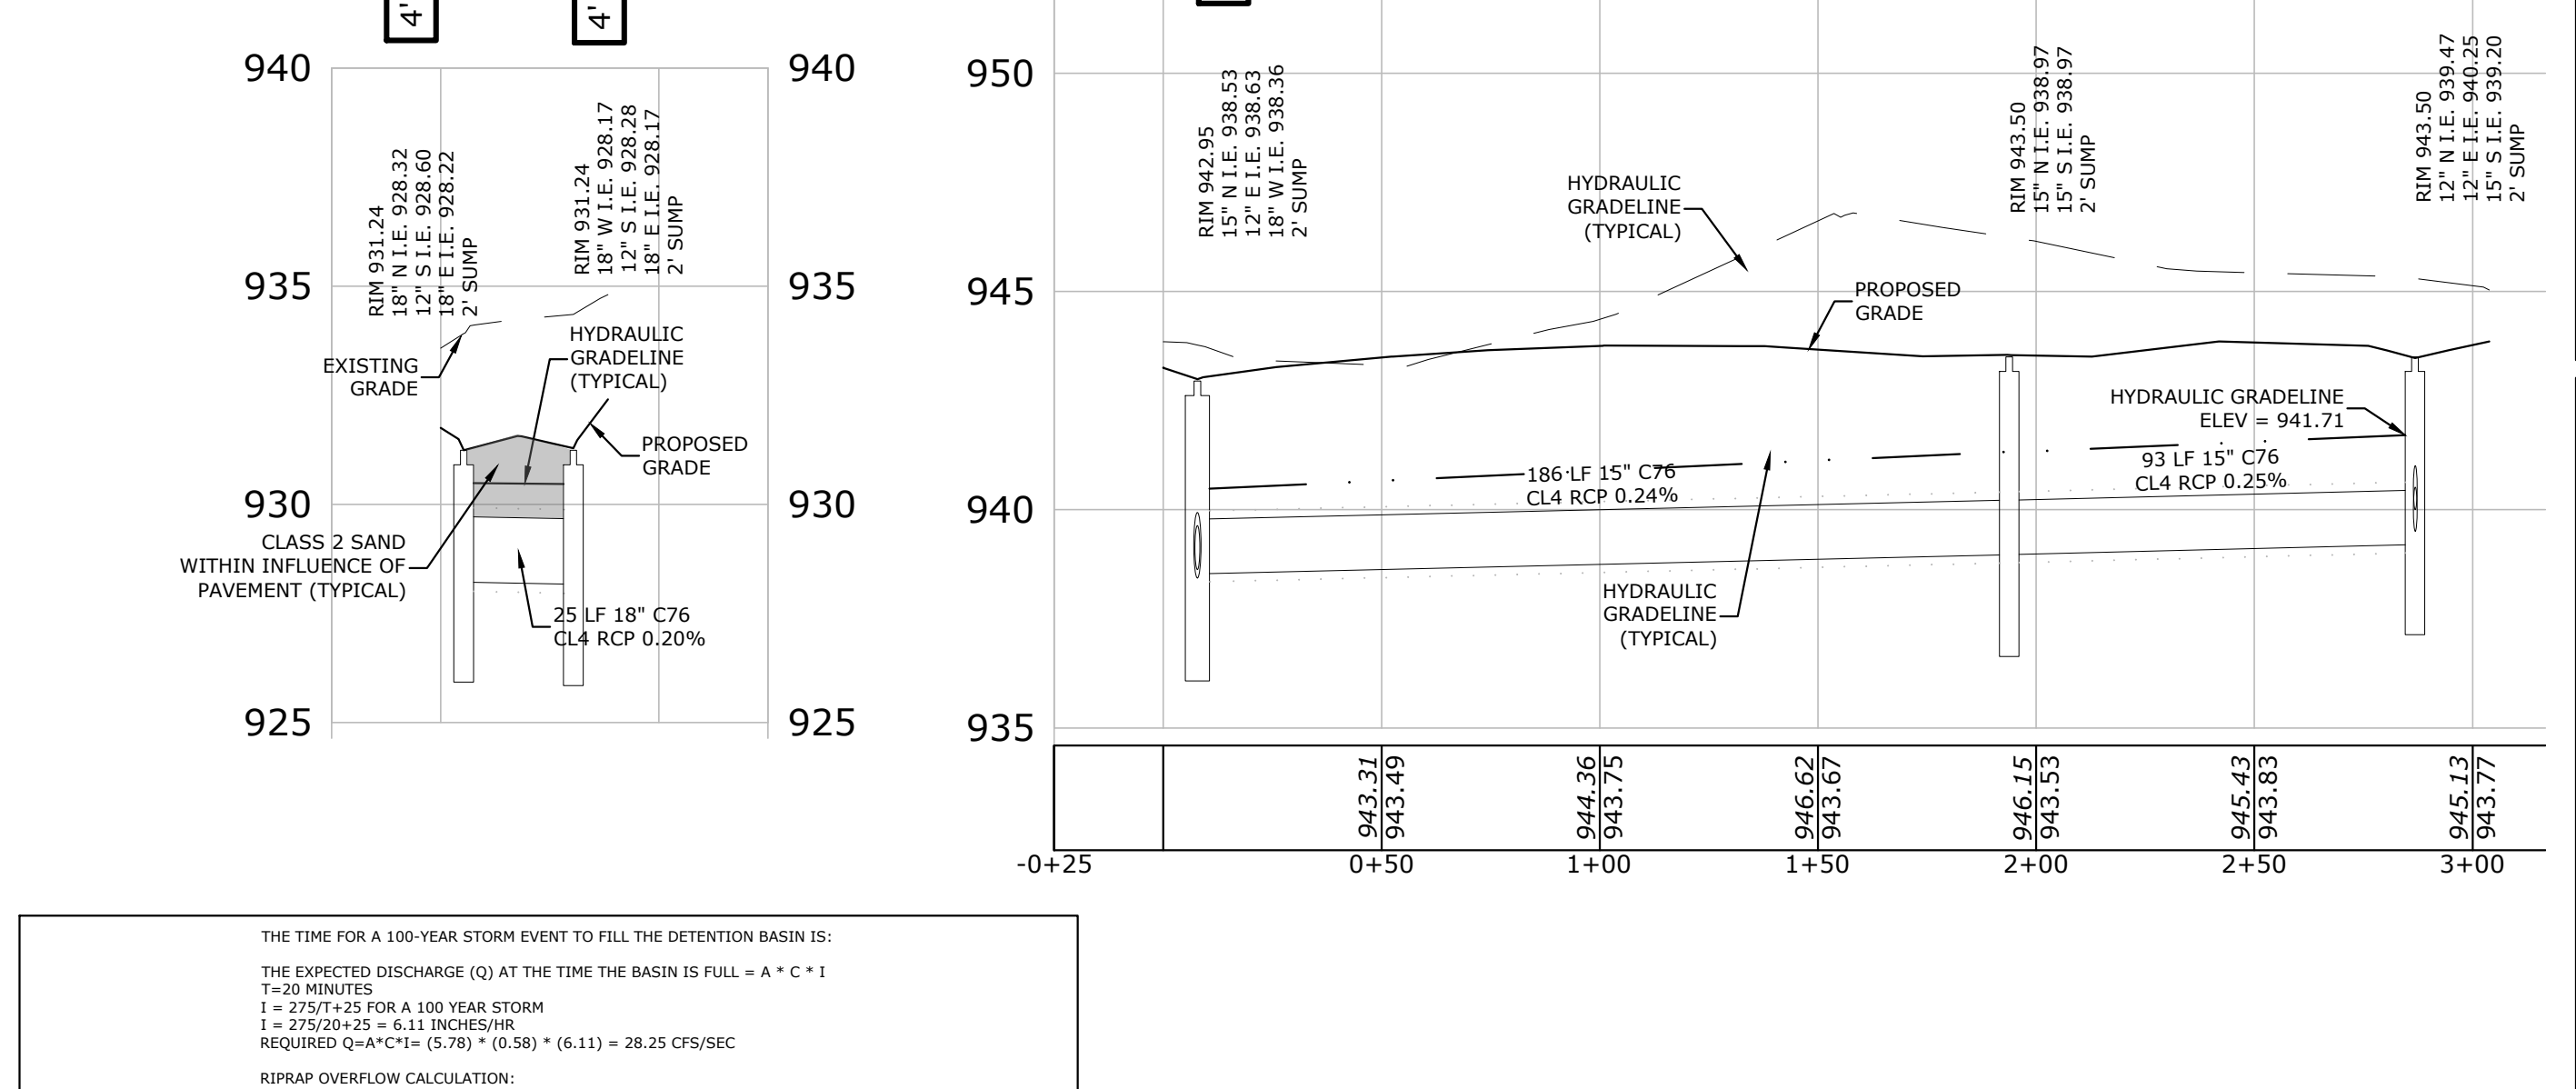 4'
4'
940
940
RIM 931.24
18" N I.E. 928.32
12" S I.E. 928.60
18" E I.E. 928.22
2' SUMP
RIM 931.24
18" W I.E. 928.17
12" S I.E. 928.28
18" E I.E. 928.17
2' SUMP
935
935
EXISTING
GRADE
HYDRAULIC
GRADELINE
(TYPICAL)
PROPOSED
GRADE
930
930
CLASS 2 SAND
WITHIN INFLUENCE OF
PAVEMENT (TYPICAL)
25 LF 18" C76
CL4 RCP 0.20%
925
925
950
RIM 942.95
15" N I.E. 938.53
12" E I.E. 938.63
18" W I.E. 938.36
2' SUMP
HYDRAULIC
GRADELINE
(TYPICAL)
RIM 943.50
15" N I.E. 938.97
15" S I.E. 938.97
2' SUMP
RIM 943.50
12" N I.E. 939.47
12" E I.E. 940.25
15" S I.E. 939.20
2' SUMP
945
PROPOSED
GRADE
HYDRAULIC GRADELINE
ELEV = 941.71
186 LF 15" C76
CL4 RCP 0.24%
93 LF 15" C76
CL4 RCP 0.25%
940
HYDRAULIC
GRADELINE
(TYPICAL)
935
943.31
943.49
944.36
943.75
946.62
943.67
946.15
943.53
945.43
943.83
945.13
943.77
-0+25
0+50
1+00
1+50
2+00
2+50
3+00
THE TIME FOR A 100-YEAR STORM EVENT TO FILL THE DETENTION BASIN IS:
THE EXPECTED DISCHARGE (Q) AT THE TIME THE BASIN IS FULL = A * C * I
T=20 MINUTES
I = 275/T+25 FOR A 100 YEAR STORM
I = 275/20+25 = 6.11 INCHES/HR
REQUIRED Q=A*C*I= (5.78) * (0.58) * (6.11) = 28.25 CFS/SEC
RIPRAP OVERFLOW CALCULATION: